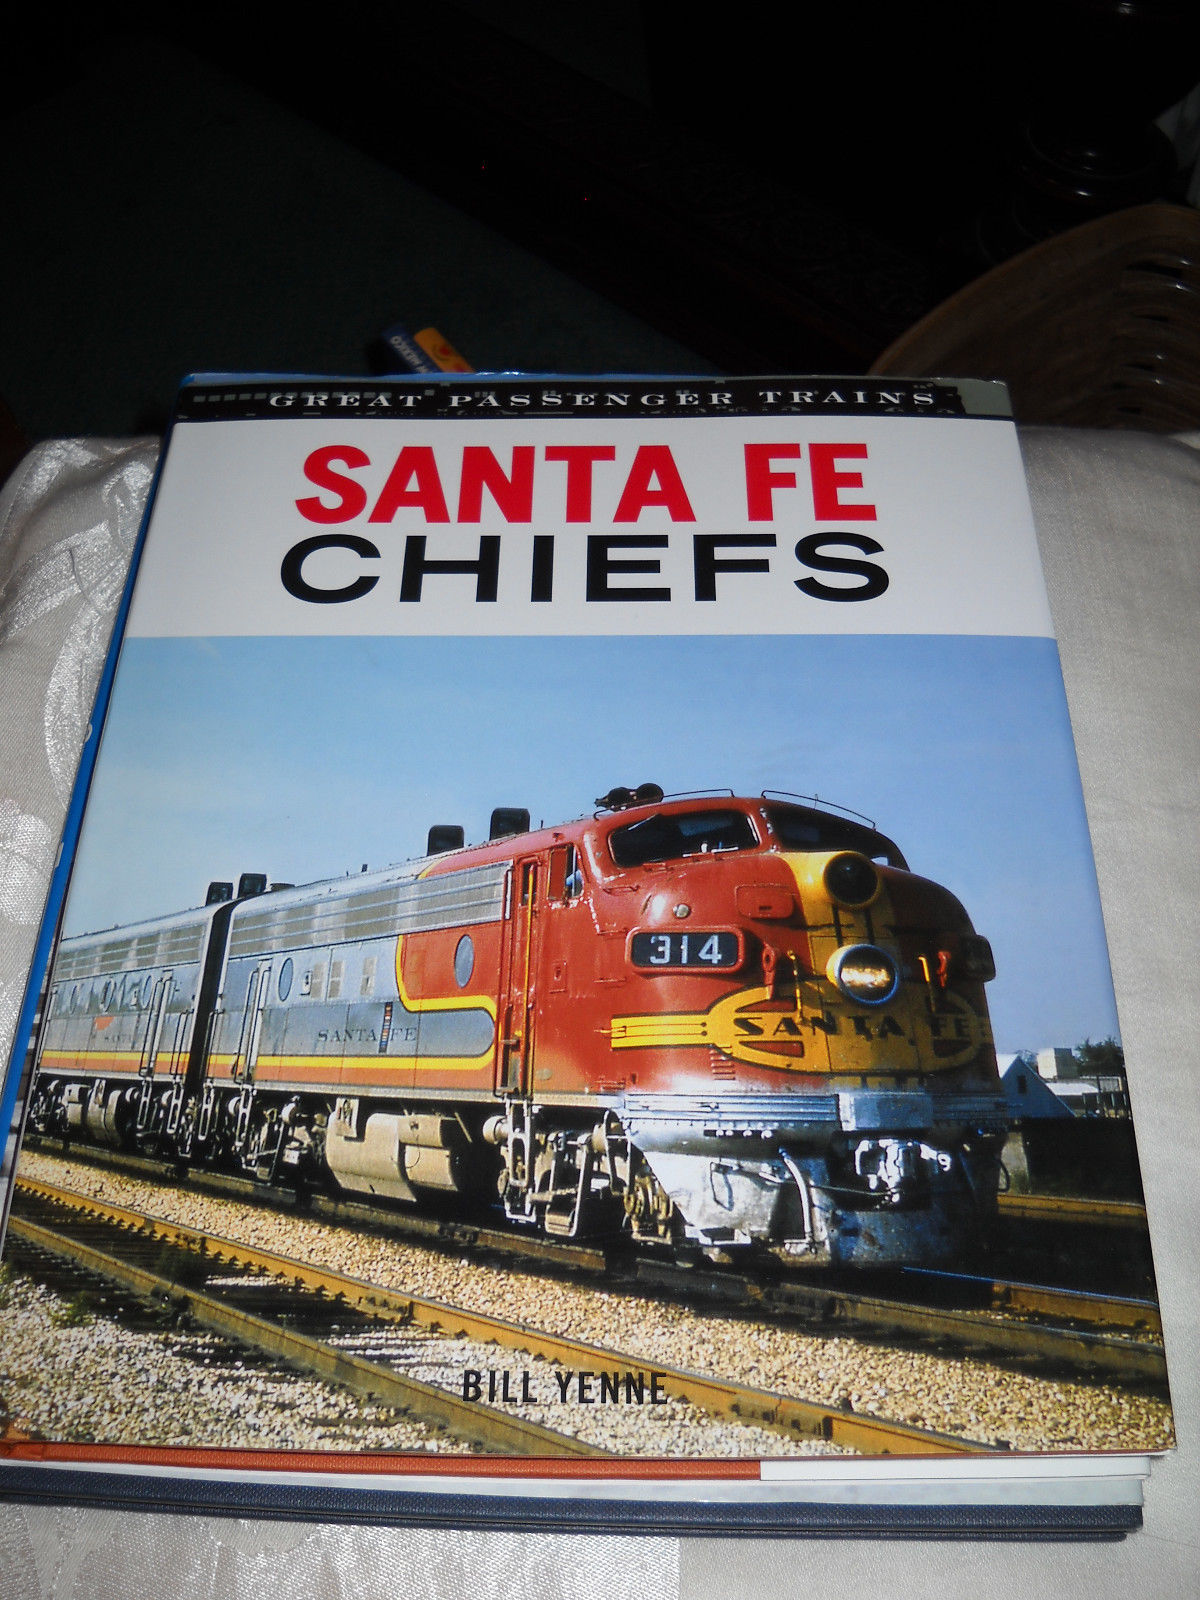 GREAT PASSENGER TRAINS
SANTA FE
CHIEFS
314
SANTA FE
SANTA FE
BILL YENNE